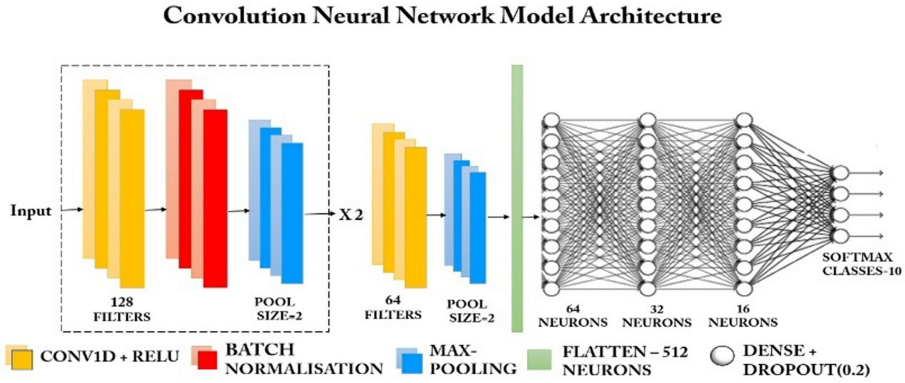 Convolution Neural Network Model Architecture
Input
X 2
128
FILTERS
POOL
SIZE=2
64
FILTERS
POOL
SIZE=2
64
NEURONS
32
NEURONS
16
NEURONS
SOFTMAX
CLASSES-10
CONV1D + RELU
BATCH
NORMALISATION
MAX-
POOLING
FLATTEN – 512
NEURONS
DENSE +
DROPOUT(0.2)